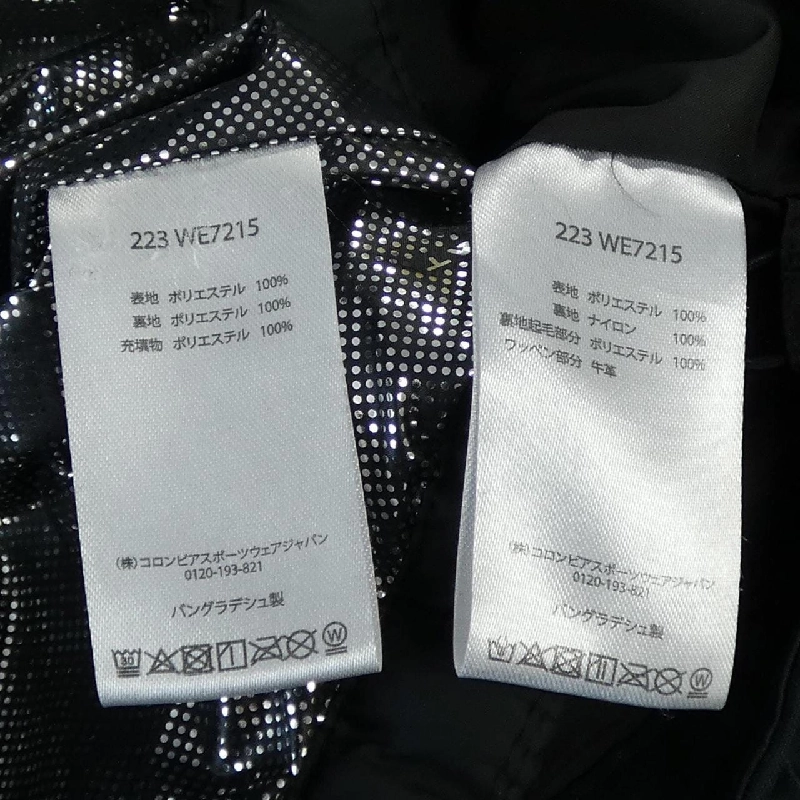 223 WE7215
表地 ポリエステル 100%
裏地 ポリエステル 100%
充填物 ポリエステル 100%
(株)コロンビアスポーツウェアジャパン
0120-193-821
バングラデシュ製
30
W
223 WE7215
表地 ポリエステル 100%
裏地 ナイロン 100%
裏地起毛部分 ポリエステル 100%
ワッペン部分 牛革
(株)コロンビアスポーツウェアジャパン
0120-193-821
バングラデシュ製
W